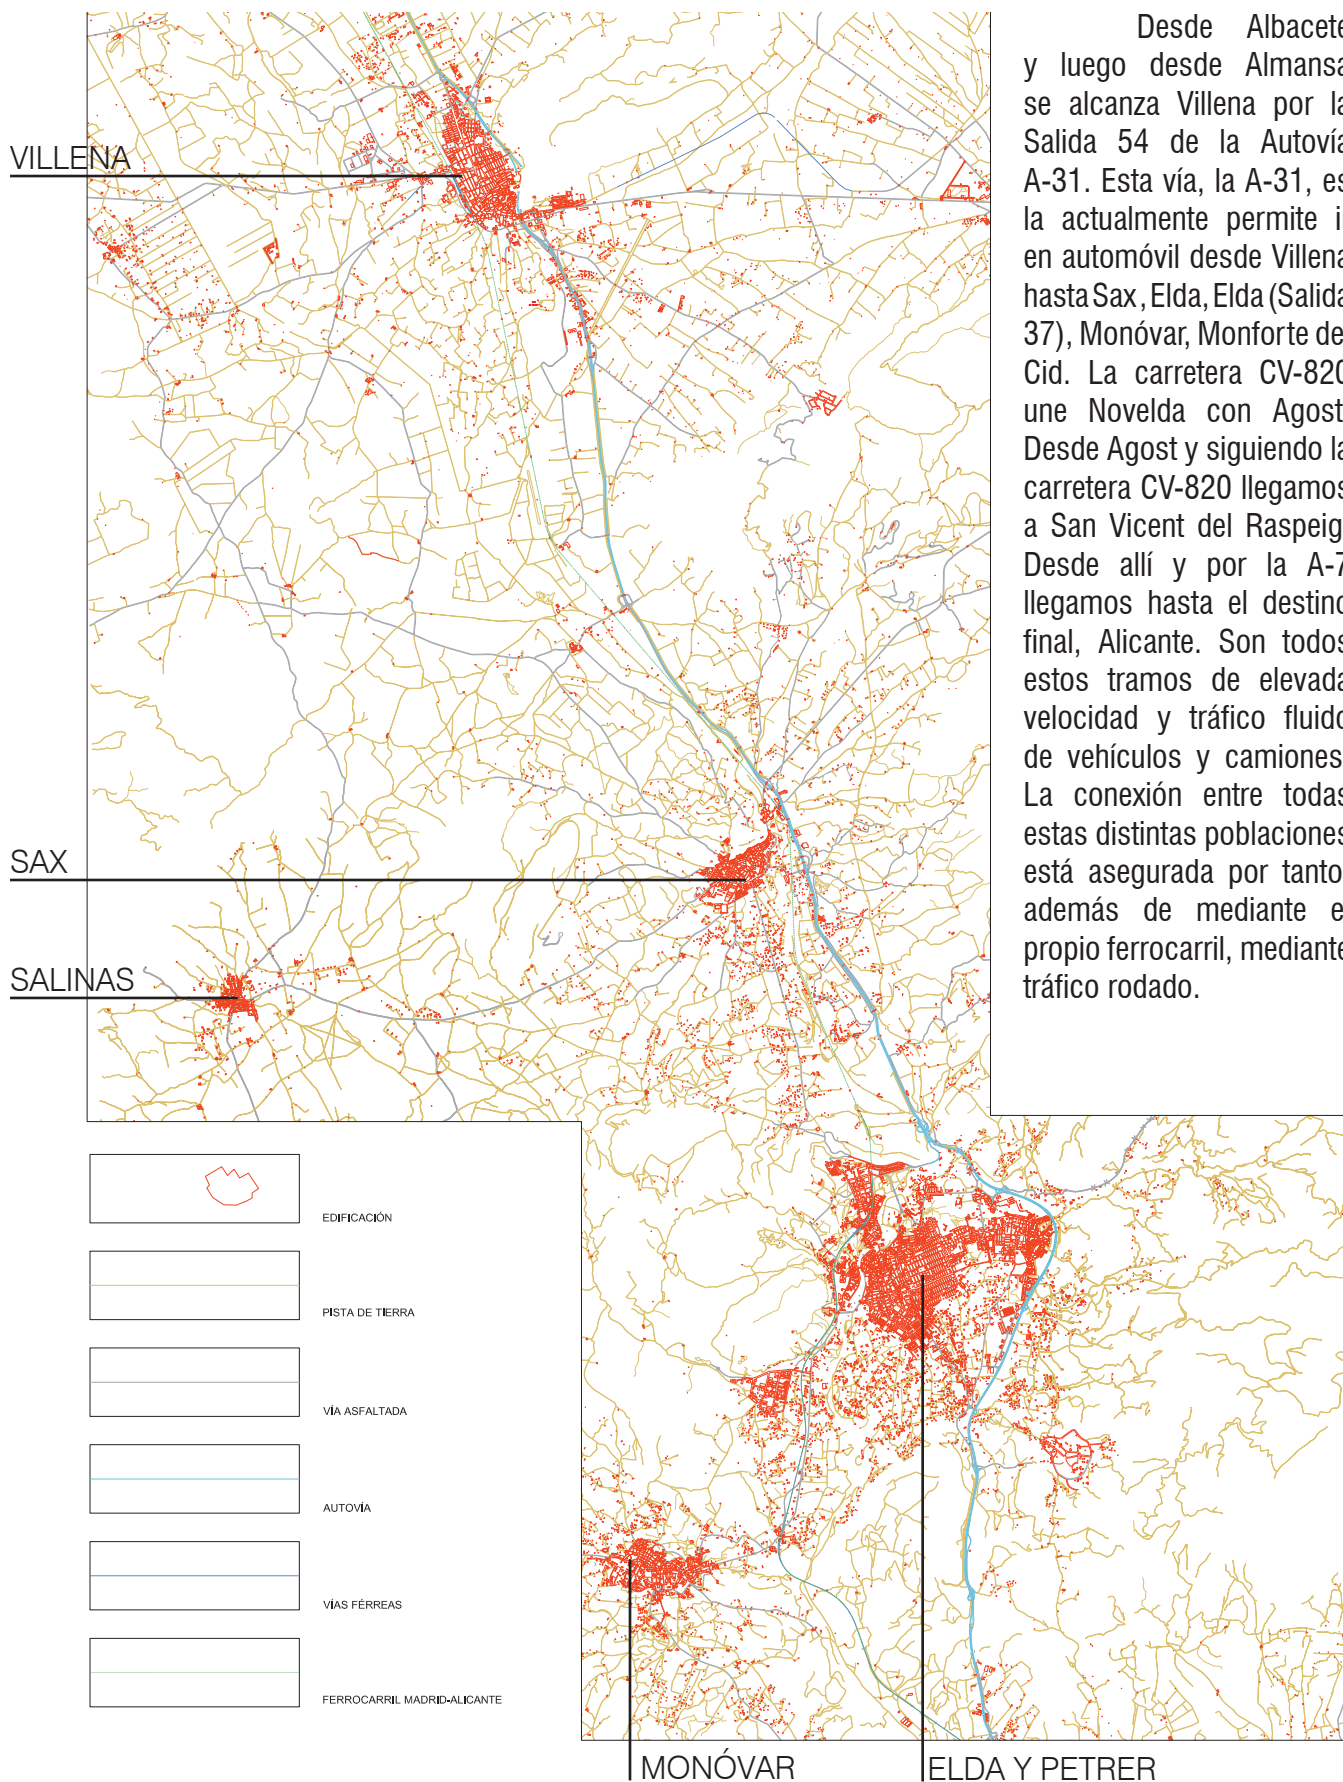 Desde Albacete
y luego desde Almansa
se alcanza Villena por la
Salida 54 de la Autovía
A-31. Esta vía, la A-31, es
la actualmente permite i
en automóvil desde Villena
hasta Sax, Elda, Elda (Salida
37), Monóvar, Monforte de
Cid. La carretera CV-820
une Novelda con Agost
Desde Agost y siguiendo la
carretera CV-820 llegamos
a San Vicent del Raspeig
Desde allí y por la A-7
llegamos hasta el destino
final, Alicante. Son todos
estos tramos de elevada
velocidad y tráfico fluido
de vehículos y camiones
La conexión entre todas
estas distintas poblaciones
está asegurada por tanto
además de mediante e
propio ferrocarril, mediante
tráfico rodado.
VILLENA
SAX
SALINAS
EDIFICACIÓN
PISTA DE TIERRA
VÍA ASFALTADA
AUTOVÍA
VÍAS FÉRREAS
FERROCARRIL MADRID-ALICANTE
MONÓVAR
ELDA Y PETRER